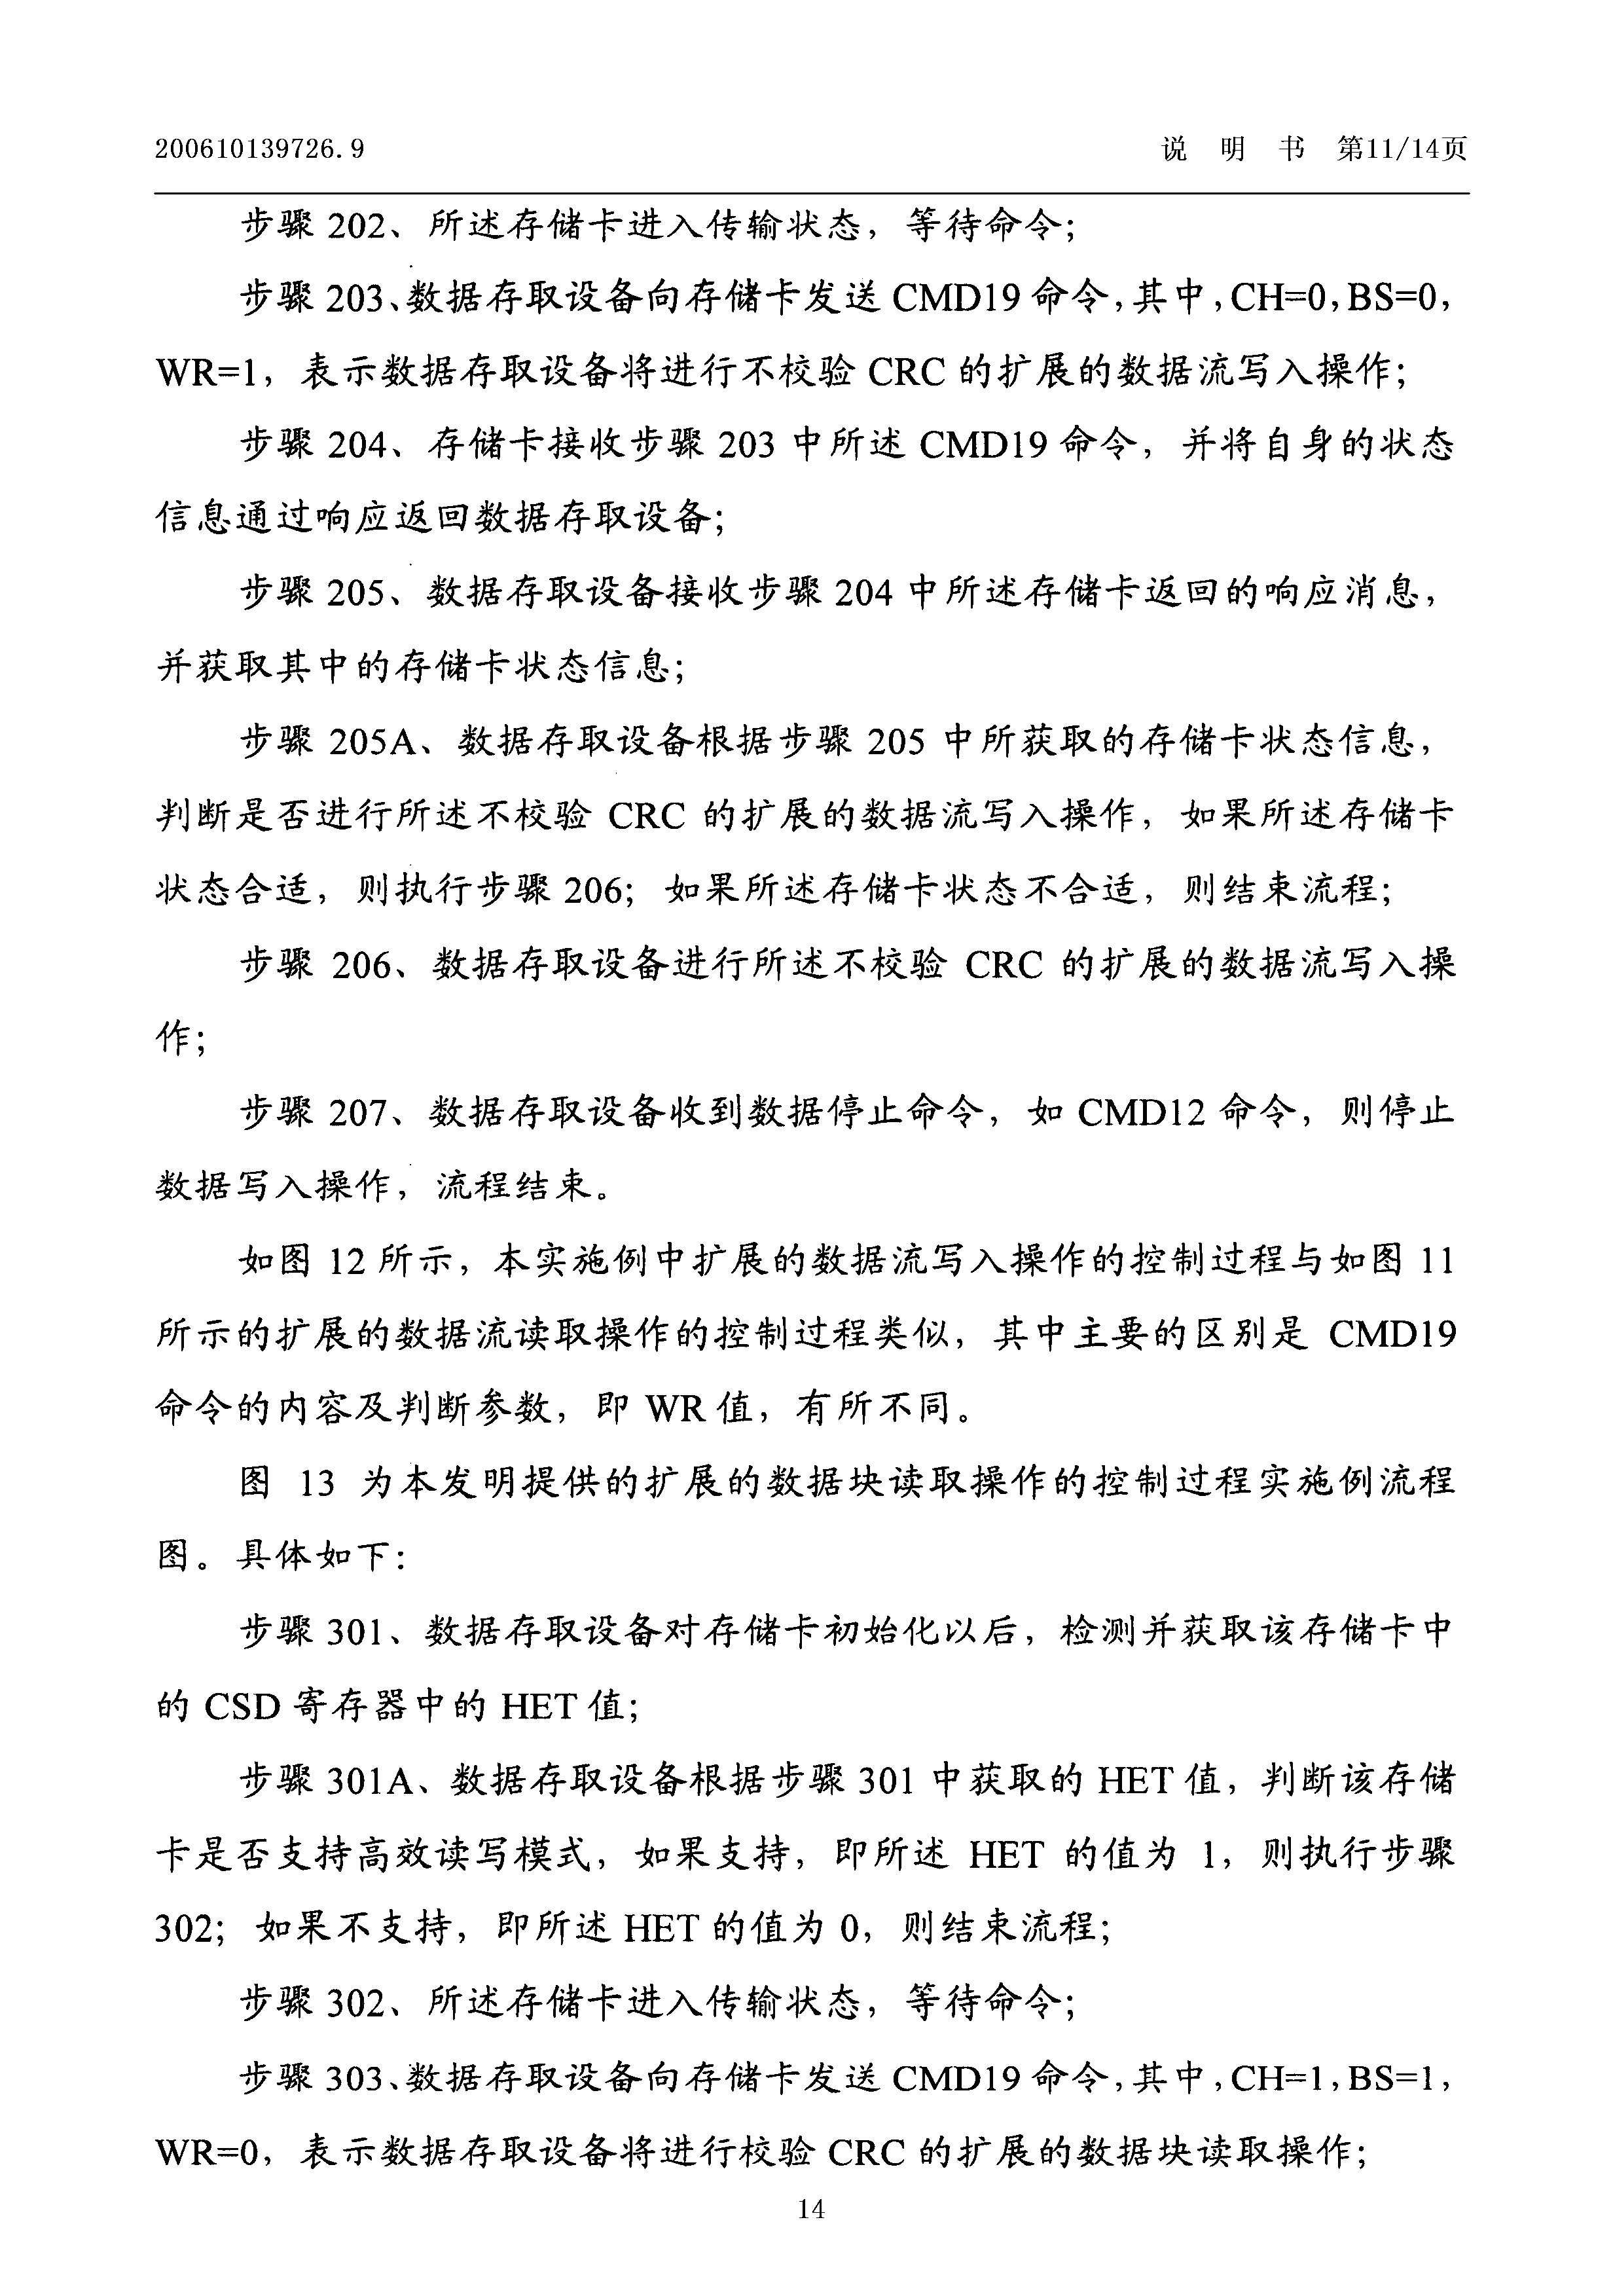 200610139726.9 说 明 书 第11/14页
步骤 202、所述存储卡进入传输状态，等待命令；
步骤 203、数据存取设备向存储卡发送 CMD19 命令，其中，CH=0，BS=0，
WR=1，表示数据存取设备将进行不校验 CRC 的扩展的数据流写入操作；
步骤 204、存储卡接收步骤 203 中所述 CMD19 命令，并将自身的状态
信息通过响应返回数据存取设备；
步骤 205、数据存取设备接收步骤 204 中所述存储卡返回的响应消息，
并获取其中的存储卡状态信息；
步骤 205A、数据存取设备根据步骤 205 中所获取的存储卡状态信息，
判断是否进行所述不校验 CRC 的扩展的数据流写入操作，如果所述存储卡
状态合适，则执行步骤 206；如果所述存储卡状态不合适，则结束流程；
步骤 206、数据存取设备进行所述不校验 CRC 的扩展的数据流写入操
作；
步骤 207、数据存取设备收到数据停止命令，如 CMD12 命令，则停止
数据写入操作，流程结束。
如图 12 所示，本实施例中扩展的数据流写入操作的控制过程与如图 11
所示的扩展的数据流读取操作的控制过程类似，其中主要的区别是 CMD19
命令的内容及判断参数，即 WR 值，有所不同。
图 13 为本发明提供的扩展的数据块读取操作的控制过程实施例流程
图。具体如下：
步骤 301、数据存取设备对存储卡初始化以后，检测并获取该存储卡中
的 CSD 寄存器中的 HET 值；
步骤 301A、数据存取设备根据步骤 301 中获取的 HET 值，判断该存储
卡是否支持高效读写模式，如果支持，即所述 HET 的值为 1，则执行步骤
302；如果不支持，即所述 HET 的值为 0，则结束流程；
步骤 302、所述存储卡进入传输状态，等待命令；
步骤 303、数据存取设备向存储卡发送 CMD19 命令，其中，CH=1，BS=1，
WR=0，表示数据存取设备将进行校验 CRC 的扩展的数据块读取操作；
14